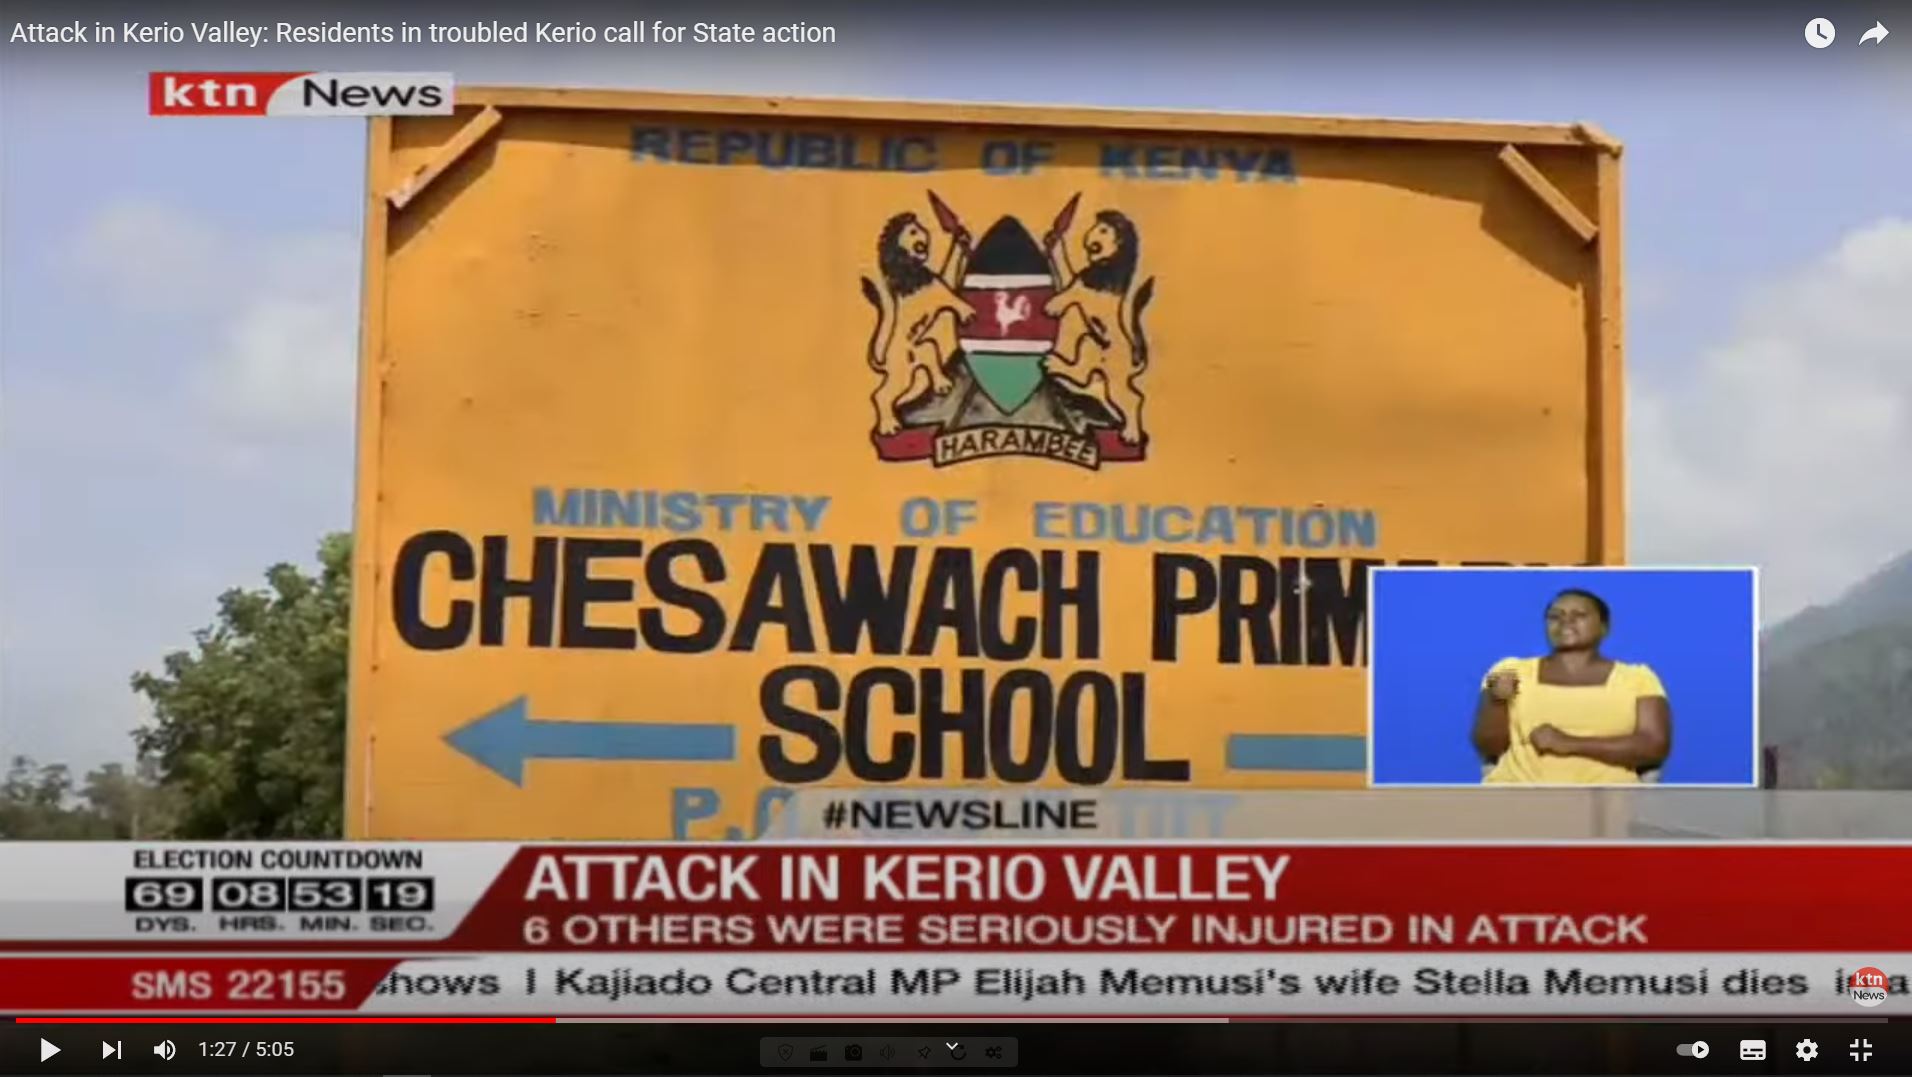 Attack in Kerio Valley: Residents in troubled Kerio call for State action
ktn News
REPUBLIC OF KENYA
HARAMBEE
MINISTRY OF EDUCATION
CHESAWACH
SCHOOL
#NEWSLINE
ELECTION COUNTDOWN
69 08 53 19
DYS. HRS. MIN. SEC.
ATTACK IN KERIO VALLEY
6 OTHERS WERE SERIOUSLY INJURED IN ATTACK
SMS 22155
shows | Kajiado Central MP Elijah Memusi's wife Stella Memusi dies
ktn News
1:27 / 5:05